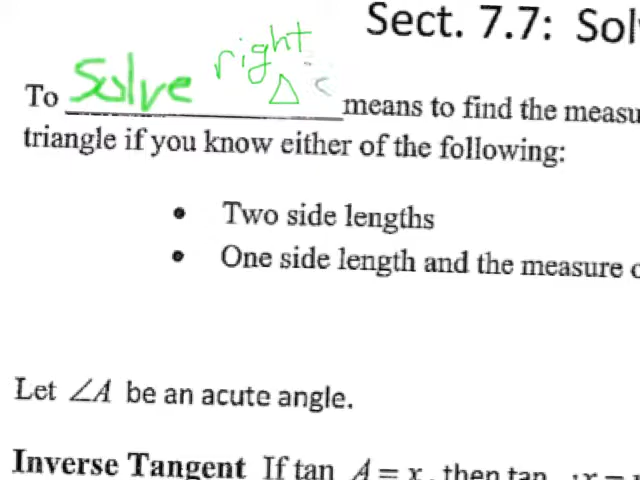 Sect. 7.7: Sol
To solve right △ means to find the measu
triangle if you know either of the following:
• Two side lengths
• One side length and the measure o
Let ∠A be an acute angle.
Inverse Tangent If tan A = x, then tan